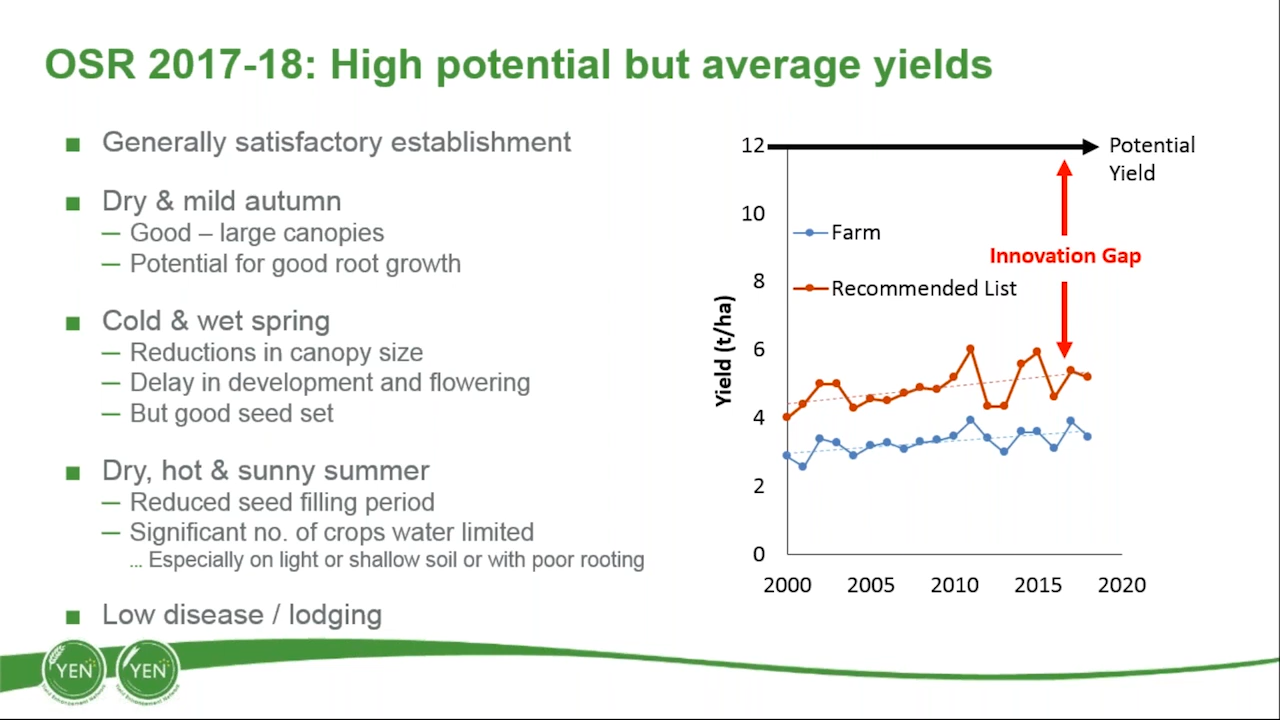 OSR 2017-18: High potential but average yields
■ Generally satisfactory establishment
■ Dry & mild autumn
— Good – large canopies
— Potential for good root growth
■ Cold & wet spring
— Reductions in canopy size
— Delay in development and flowering
— But good seed set
■ Dry, hot & sunny summer
— Reduced seed filling period
— Significant no. of crops water limited
... Especially on light or shallow soil or with poor rooting
■ Low disease / lodging
Yield (t/ha)
12
10
8
6
4
2
0
2000 2005 2010 2015 2020
Farm
Recommended List
Potential
Yield
Innovation Gap
YEN
YEN